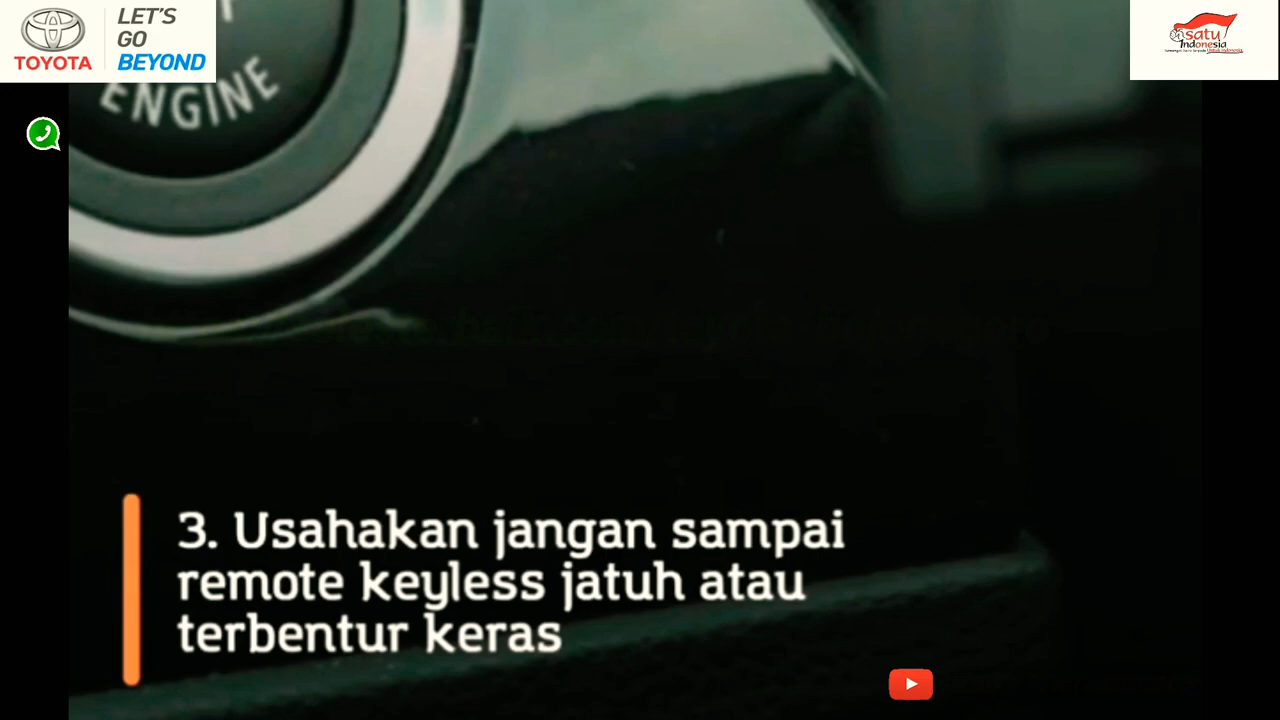 TOYOTA
LET'S
GO
BEYOND
satu
Indonesia
ENGINE
3. Usahakan jangan sampai
remote keyless jatuh atau
terbentur keras